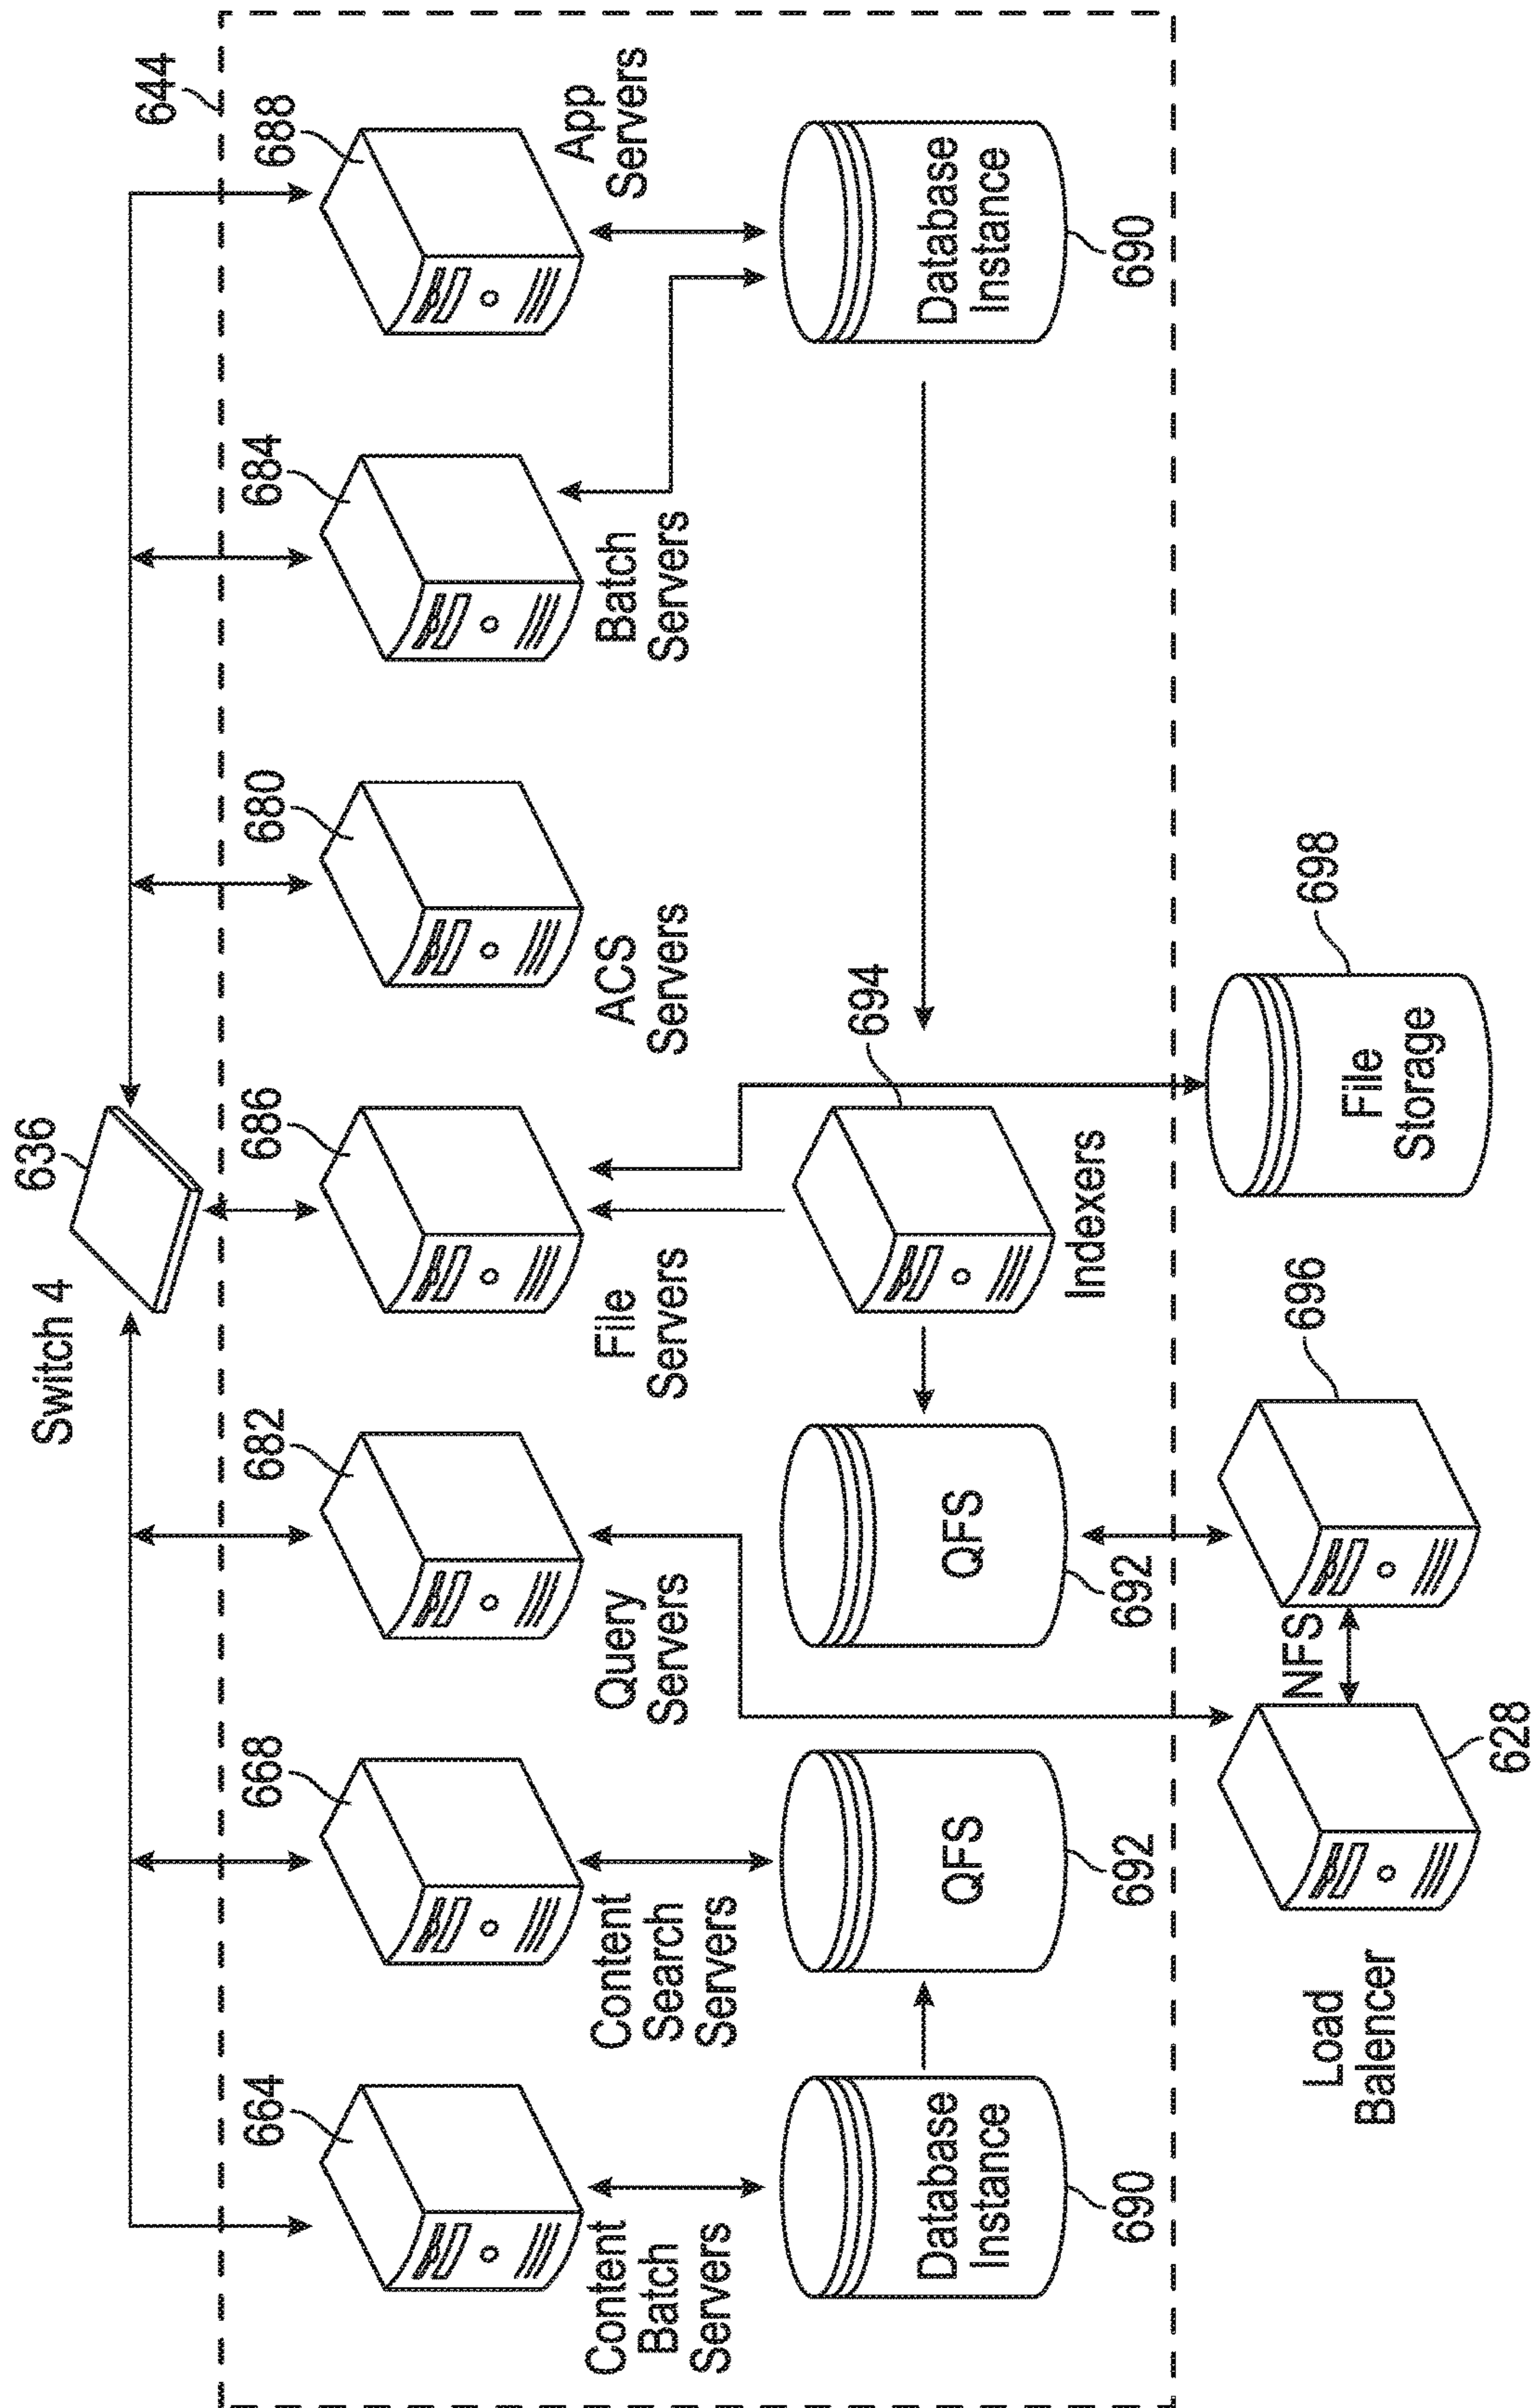 Switch 4
636
644
664
668
682
686
680
684
688
Content
Batch
Servers
Content
Search
Servers
Query
Servers
File
Servers
ACS
Servers
Batch
Servers
App
Servers
694
Database
Instance
690
QFS
692
QFS
692
Indexers
Database
Instance
690
Load
Balencer
628
NFS
696
File
Storage
698